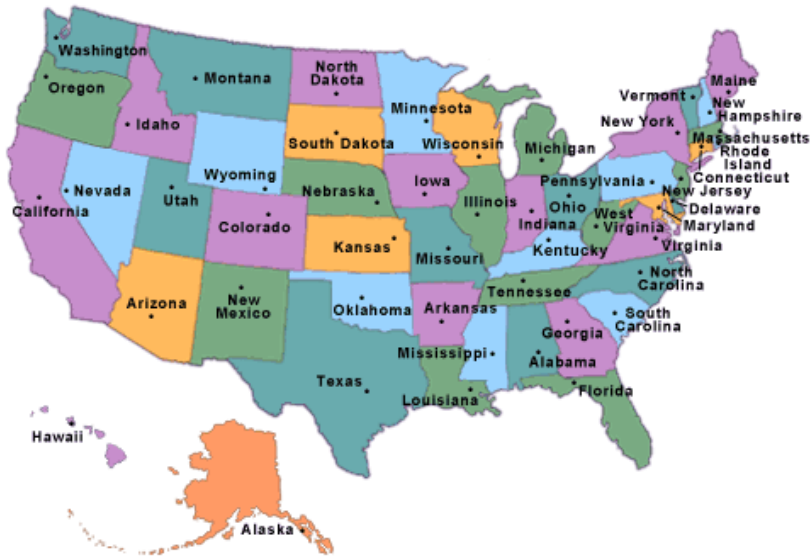 Washington
Oregon
Idaho
Montana
North
Dakota
Minnesota
South Dakota
Wisconsin
Michigan
Wyoming
Nebraska
Iowa
Illinois
Indiana
Ohio
Pennsylvania
New York
Vermont
Maine
New
Hampshire
Massachusetts
Rhode
Island
Connecticut
New Jersey
Delaware
Maryland
West
Virginia
Virginia
Kentucky
Nevada
California
Utah
Colorado
Kansas
Missouri
Arizona
New
Mexico
Oklahoma
Arkansas
Tennessee
North
Carolina
South
Carolina
Georgia
Alabama
Mississippi
Louisiana
Texas
Florida
Hawaii
Alaska